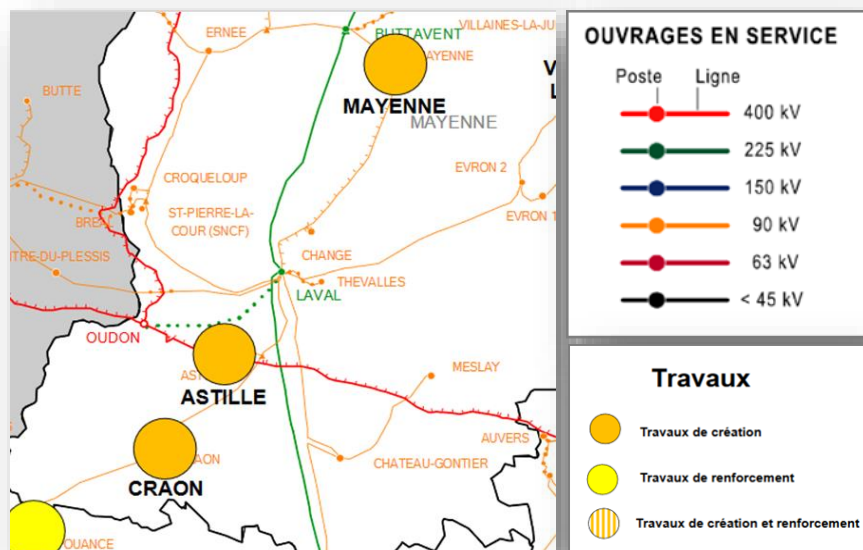 ERNEE
BUTTAVENT
VILLAINES-LA-JU
AYENNE
MAYENNE
MAYENNE
V
L
BUTTE
CROQUELOUP
EVRON 2
BREA
ST-PIERRE-LA-
COUR (SNCF)
EVRON 1
NTRE-DU-PLESSIS
CHANGE
THEVALLES
LAVAL
OUDON
AST
ASTILLE
MESLAY
AUVERS
AON
CHATEAU-GONTIER
CRAON
OUANCE
OUVRAGES EN SERVICE
Poste Ligne
400 kV
225 kV
150 kV
90 kV
63 kV
< 45 kV
Travaux
Travaux de création
Travaux de renforcement
Travaux de création et renforcement